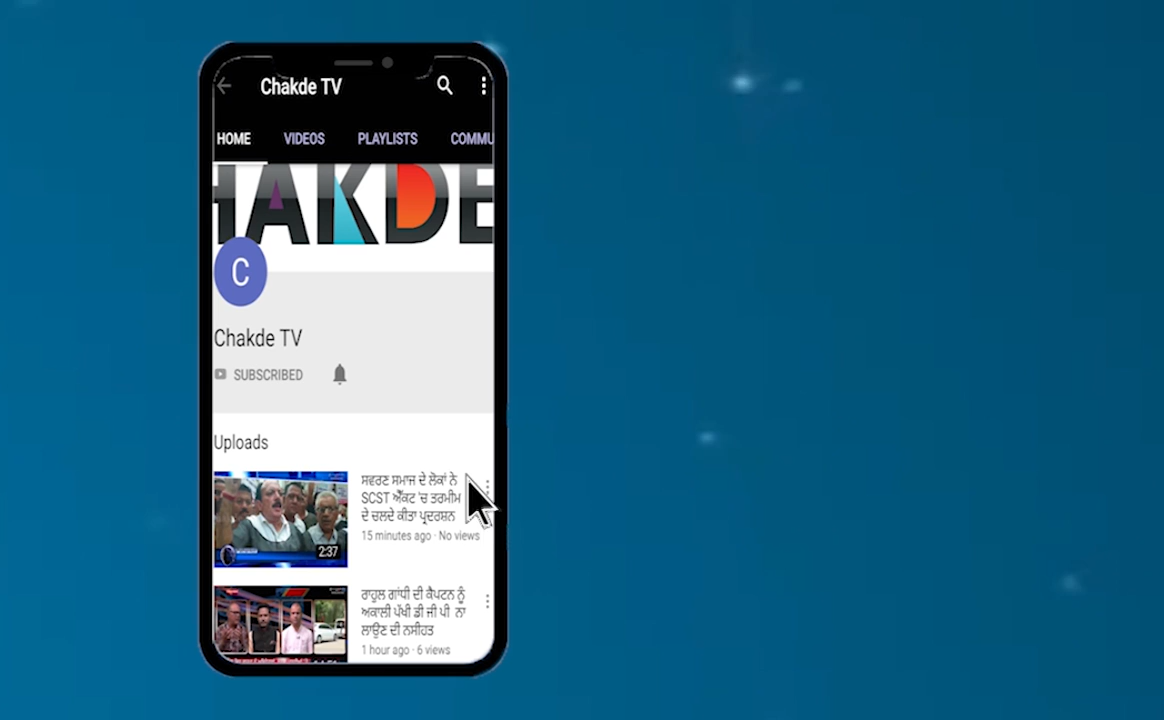 Chakde TV
HOME VIDEOS PLAYLISTS COMMU
HAKDE
C
Chakde TV
SUBSCRIBED
Uploads
ਸਵਰਣ ਸਮਾਜ ਦੇ ਲੋਕਾਂ ਨੇ
SCST ਐੱਕਟ 'ਚ ਤਰਮੀਮ
ਦੇ ਚਲਦੇ ਕੀਤਾ ਪ੍ਰਦਰਸ਼ਨ
15 minutes ago · No views
2:37
ਰਾਹੁਲ ਗਾਂਧੀ ਦੀ ਕੈਪਟਨ ਨੂੰ
ਅਕਾਲੀ ਪੱਖੀ ਡੀ ਜੀ ਪੀ ਨਾ
ਲਾਉਣ ਦੀ ਨਸੀਹਤ
1 hour ago · 6 views